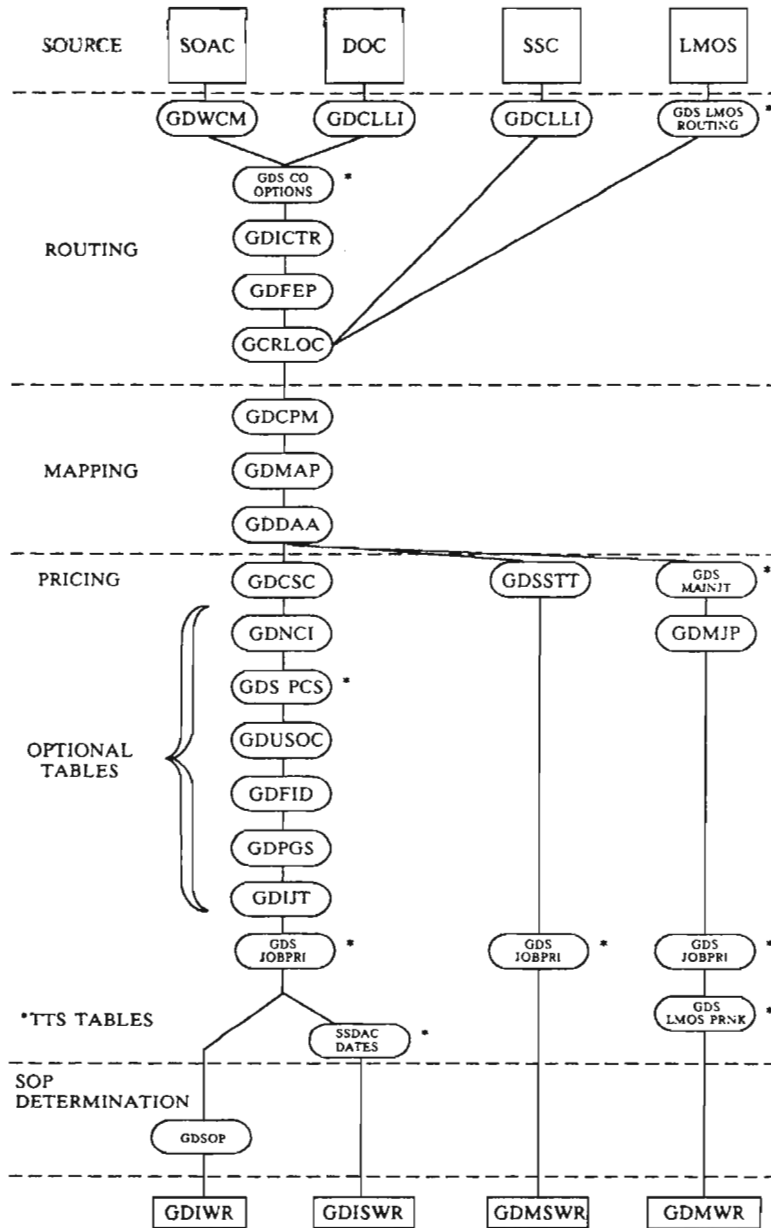 SOURCE SOAC DOC SSC LMOS
GDWCM GDCLLI GDCLLI GDS LMOS *
ROUTING
GDS CO *
OPTIONS
GDICTR
ROUTING
GDFEP
GCRLOC
GDCPM
MAPPING GDMAP
GDDAA
PRICING GDCSC GDSSTT GDS *
MAINJT
GDNCI GDMJP
GDS PCS *
GDUSOC
OPTIONAL
TABLES
GDFID
GDPGS
GDIJT
GDS * GDS * GDS *
JOBPRI JOBPRI JOBPRI
*TTS TABLES
GDS *
LMOS PRNK
SSDAC *
DATES
SOP
DETERMINATION
GDSOP
GDIWR GDISWR GDMSWR GDMWR